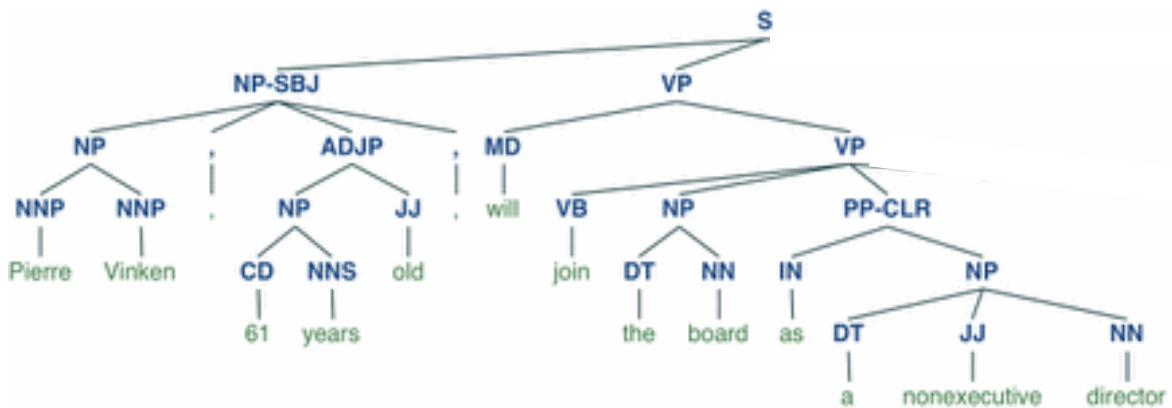 S
NP-SBJ VP
NP , ADJP , MD VP
NNP NNP , NP JJ , will VB NP PP-CLR
Pierre Vinken CD NNS old join DT NN IN NP
61 years the board as DT JJ NN
a nonexecutive director